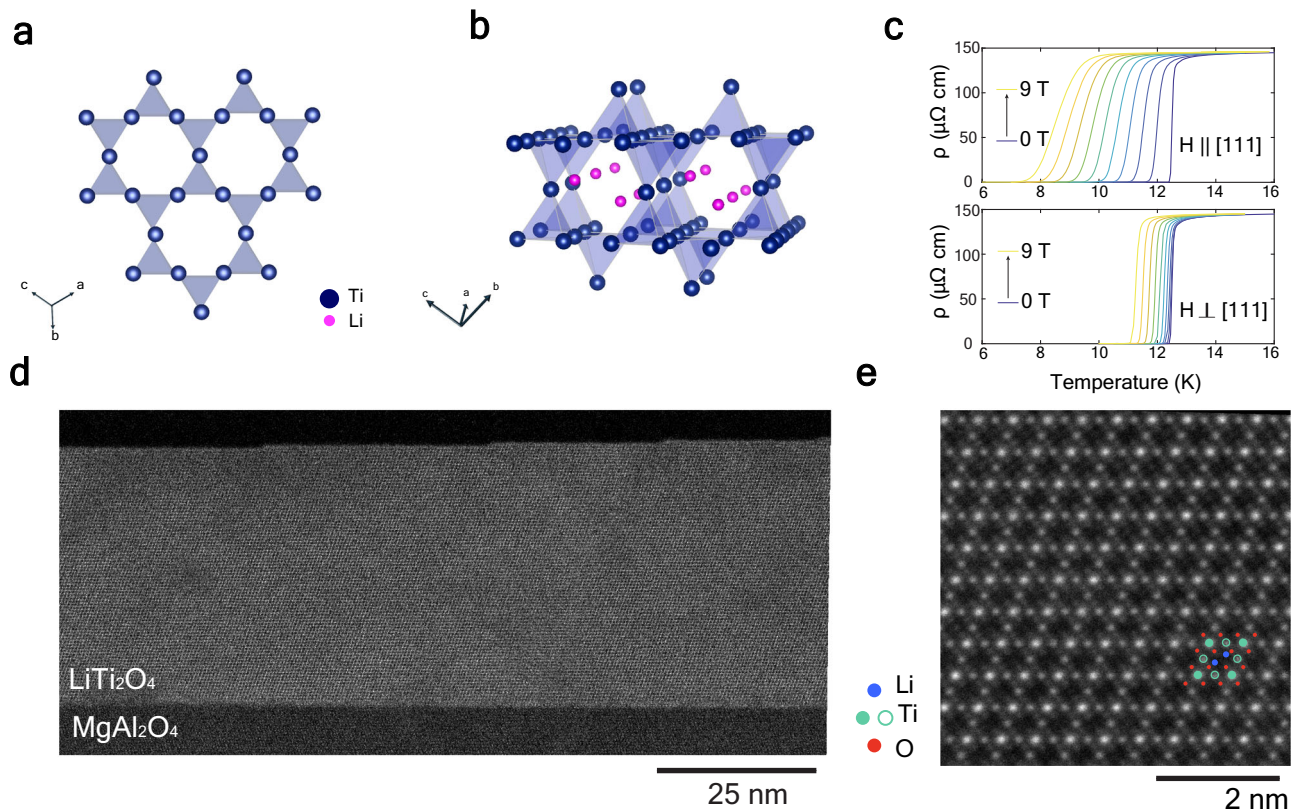 a
c
a
b
b
c
a
b
Ti
Li
c
ρ (μΩ cm)
150
100
50
0
9 T
0 T
H || [111]
6 8 10 12 14 16
ρ (μΩ cm)
150
100
50
0
9 T
0 T
H ⊥ [111]
6 8 10 12 14 16
Temperature (K)
d
LiTi₂O₄
MgAl₂O₄
25 nm
e
Li
Ti
O
2 nm